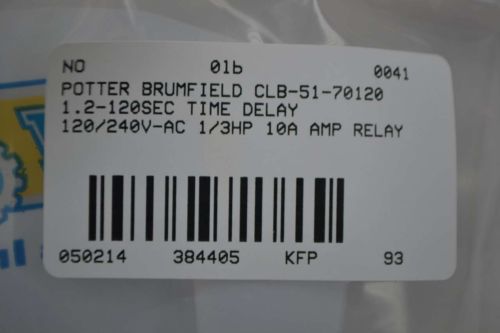 NO 01b 0041
POTTER BRUMFIELD CLB-51-70120
1.2-120SEC TIME DELAY
120/240V-AC 1/3HP 10A AMP RELAY
050214 384405 KFP 93